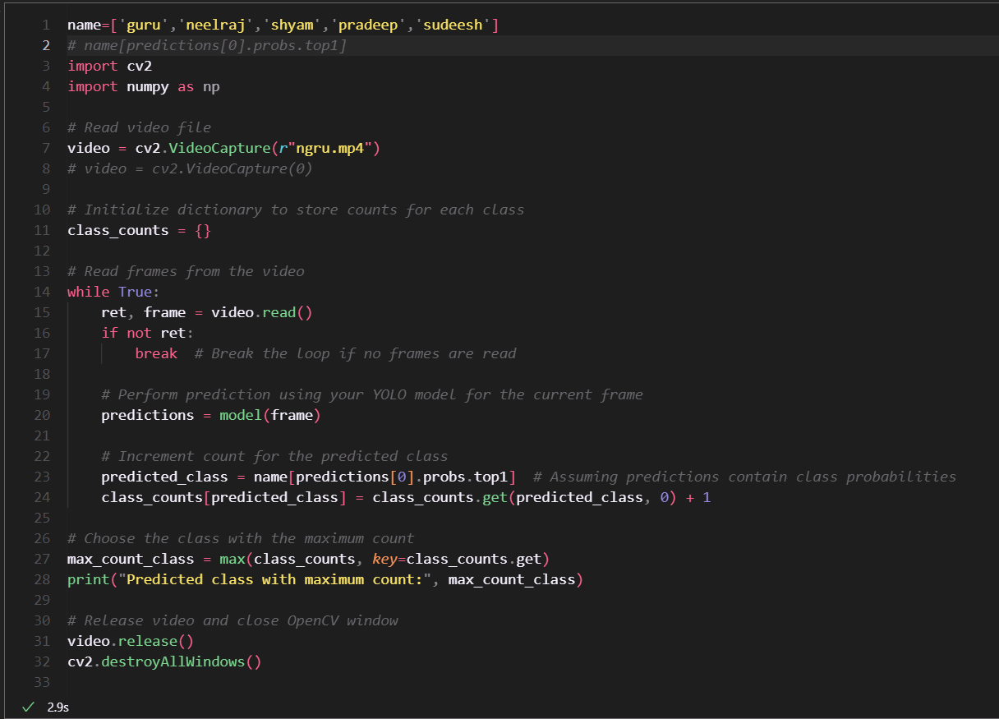 1 name=['guru','neelraj','shyam','pradeep','sudeesh']
2 # name[predictions[0].probs.top1]
3 import cv2
4 import numpy as np
5
6 # Read video file
7 video = cv2.VideoCapture(r"ngru.mp4")
8 # video = cv2.VideoCapture(0)
9
10 # Initialize dictionary to store counts for each class
11 class_counts = {}
12
13 # Read frames from the video
14 while True:
15     ret, frame = video.read()
16     if not ret:
17         break  # Break the loop if no frames are read
18
19     # Perform prediction using your YOLO model for the current frame
20     predictions = model(frame)
21
22     # Increment count for the predicted class
23     predicted_class = name[predictions[0].probs.top1]  # Assuming predictions contain class probabilities
24     class_counts[predicted_class] = class_counts.get(predicted_class, 0) + 1
25
26 # Choose the class with the maximum count
27 max_count_class = max(class_counts, key=class_counts.get)
28 print("Predicted class with maximum count:", max_count_class)
29
30 # Release video and close OpenCV window
31 video.release()
32 cv2.destroyAllWindows()
33
✓ 2.9s